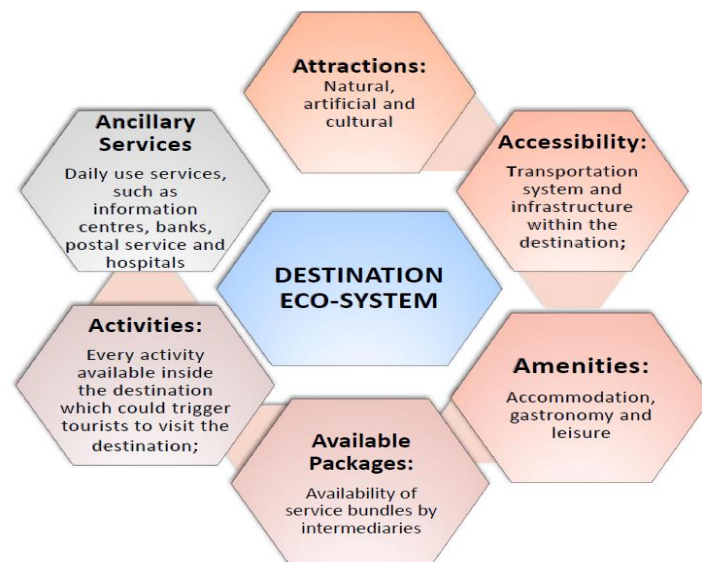 Attractions:
Natural,
artificial and
cultural
Accessibility:
Transportation
system and
infrastructure
within the
destination;
Amenities:
Accommodation,
gastronomy and
leisure
Available
Packages:
Availability of
service bundles by
intermediaries
Activities:
Every activity
available inside
the destination
which could trigger
tourists to visit the
destination;
Ancillary
Services
Daily use services,
such as
information
centres, banks,
postal service and
hospitals
DESTINATION
ECO-SYSTEM